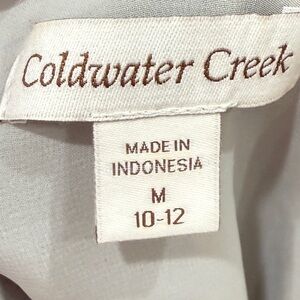 Coldwater Creek
MADE IN
INDONESIA
M
10-12